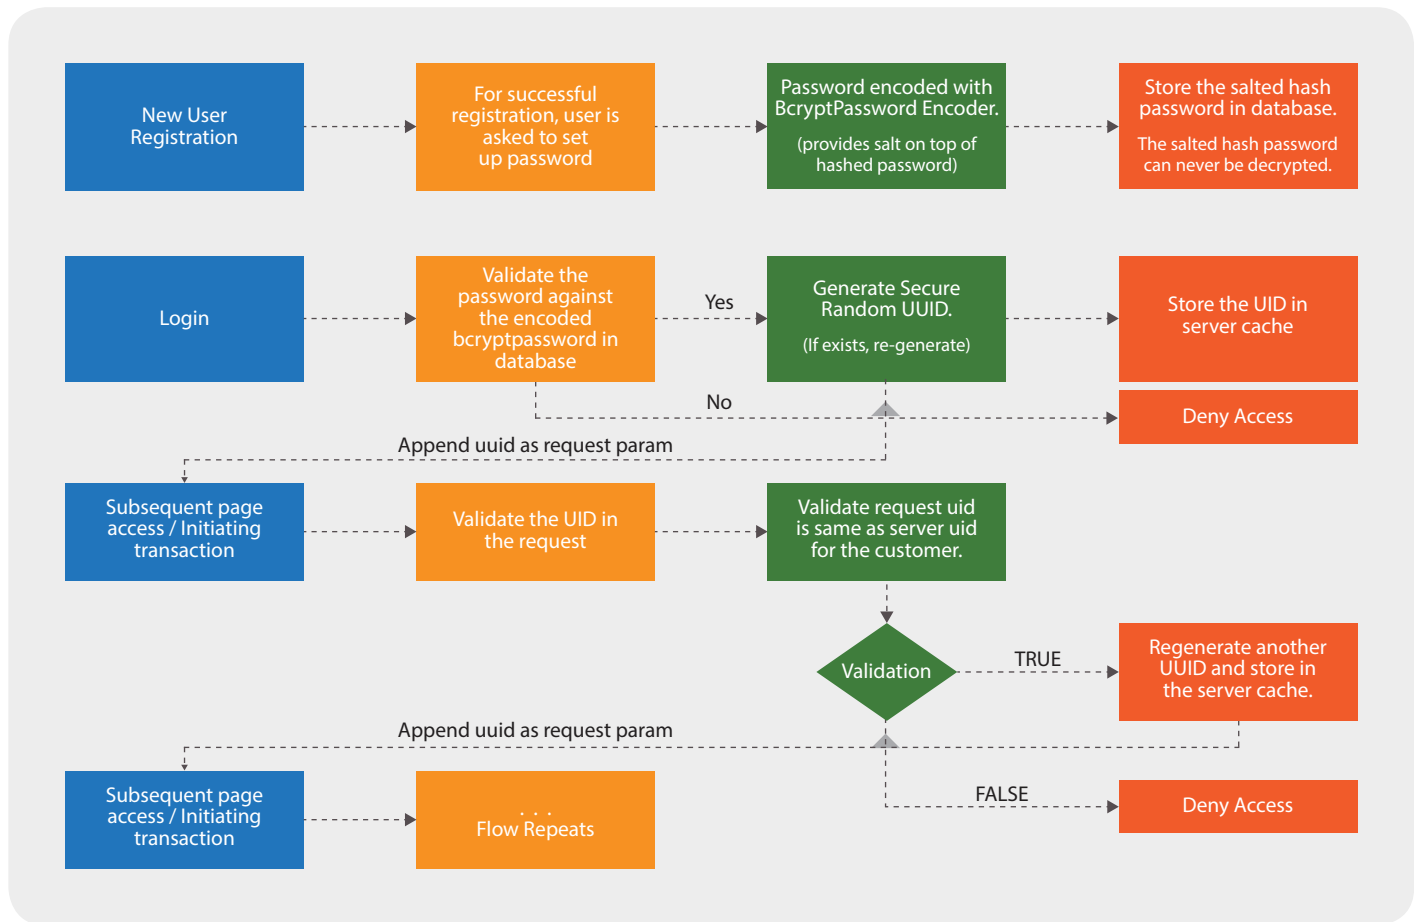 New User
Registration
For successful
registration, user is
asked to set
up password
Password encoded with
BcryptPassword Encoder.
(provides salt on top of
hashed password)
Store the salted hash
password in database.
The salted hash password
can never be decrypted.
Login
Validate the
password against
the encoded
bcryptpassword in
database
Yes
Generate Secure
Random UUID.
(If exists, re-generate)
Store the UID in
server cache
No
Deny Access
Append uuid as request param
Subsequent page
access / Initiating
transaction
Validate the UID in
the request
Validate request uid
is same as server uid
for the customer.
Validation
TRUE
Regenerate another
UUID and store in
the server cache.
Append uuid as request param
Subsequent page
access / Initiating
transaction
. . .
Flow Repeats
FALSE
Deny Access